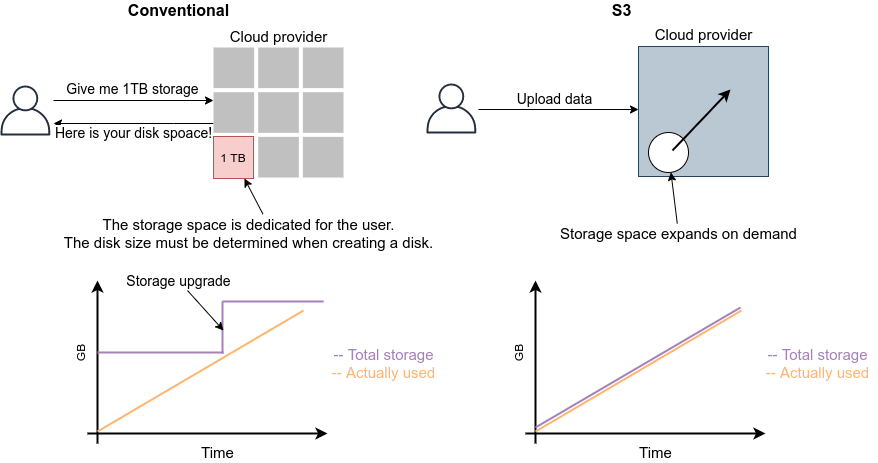 Conventional
Cloud provider
Give me 1TB storage
Here is your disk spoace!
1 TB
The storage space is dedicated for the user.
The disk size must be determined when creating a disk.
Storage upgrade
GB
-- Total storage
-- Actually used
Time
S3
Cloud provider
Upload data
Storage space expands on demand
GB
-- Total storage
-- Actually used
Time